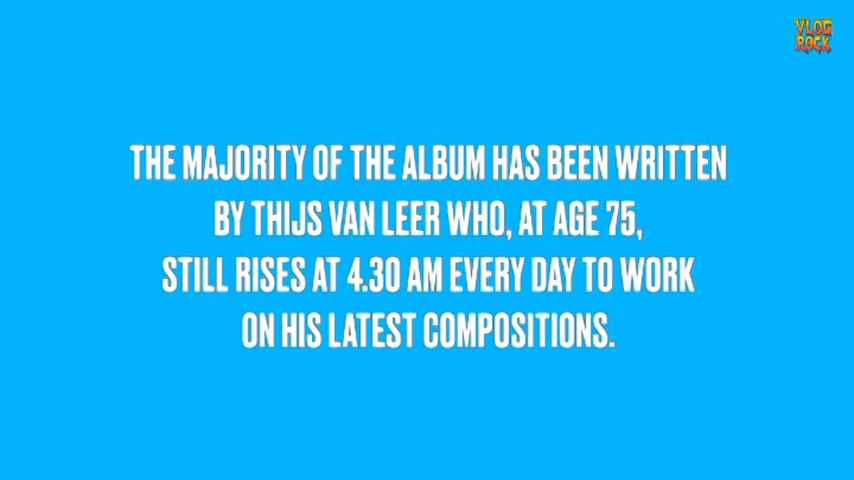 VLOG
ROCK
THE MAJORITY OF THE ALBUM HAS BEEN WRITTEN
BY THIJS VAN LEER WHO, AT AGE 75,
STILL RISES AT 4.30 AM EVERY DAY TO WORK
ON HIS LATEST COMPOSITIONS.